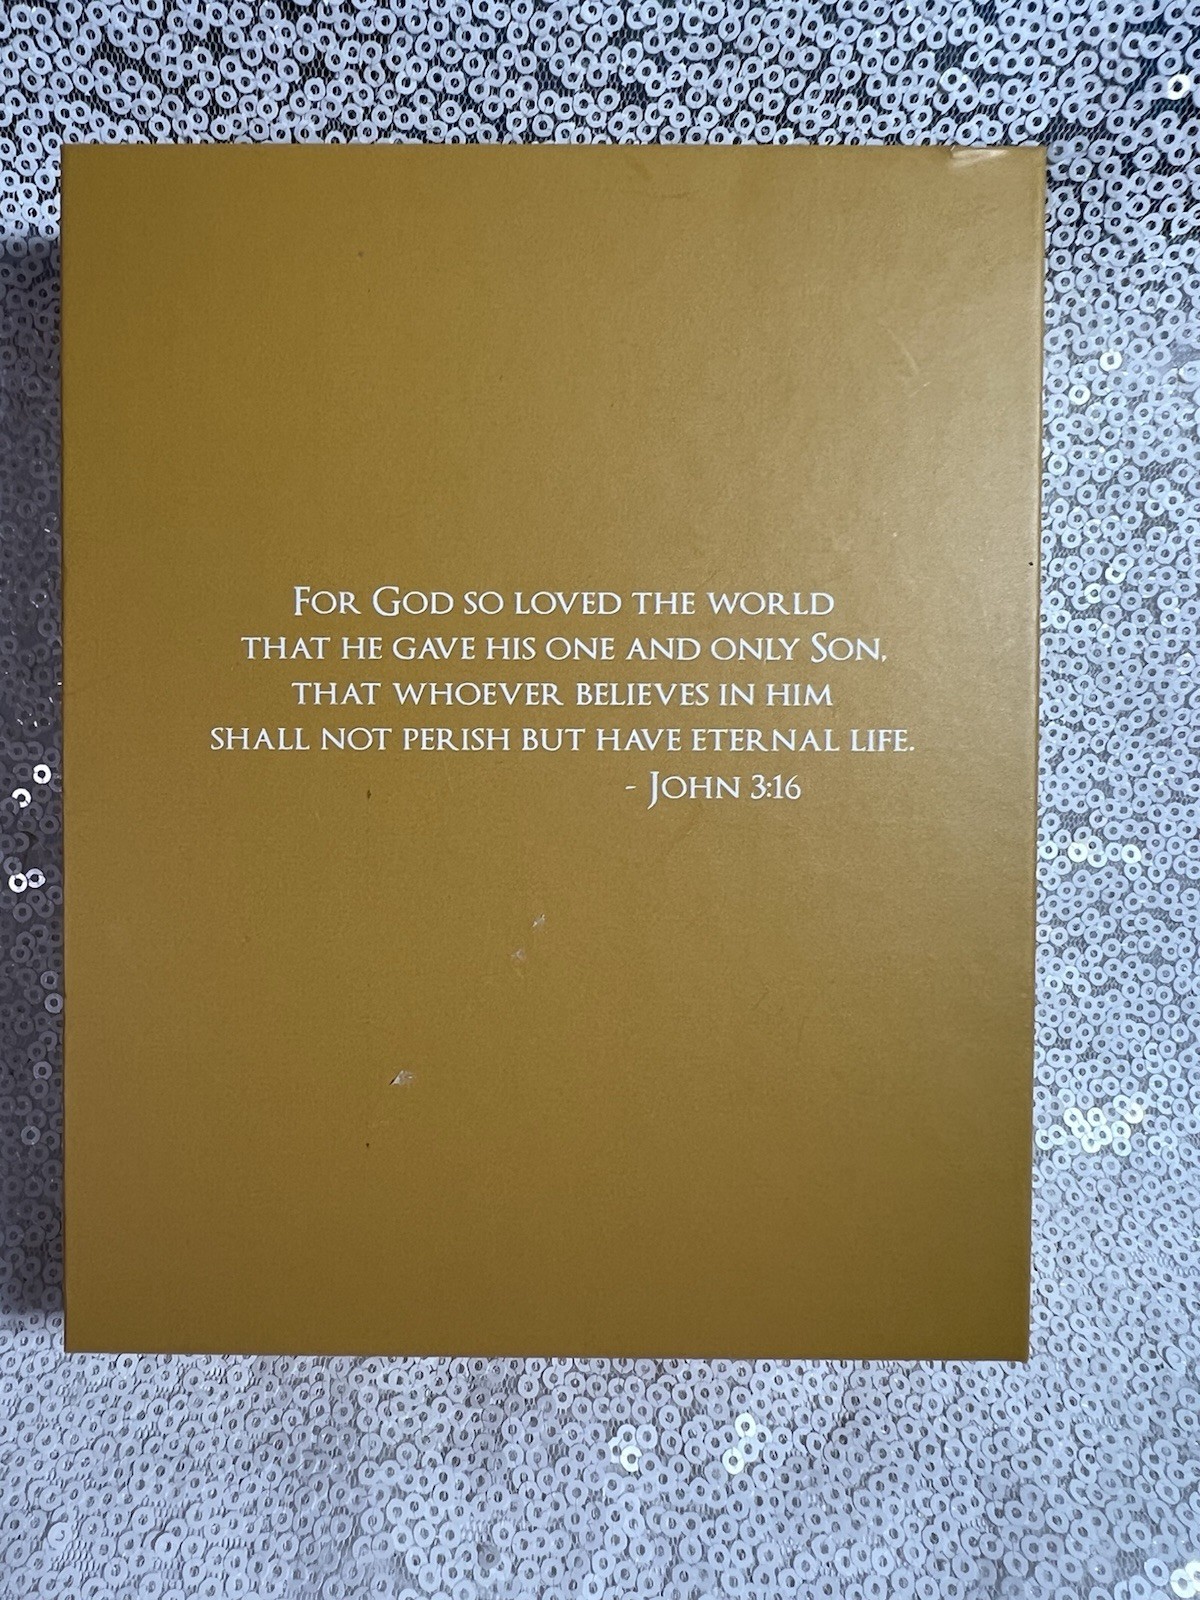 For God so loved the world
that he gave his one and only Son,
that whoever believes in him
shall not perish but have eternal life.
- John 3:16